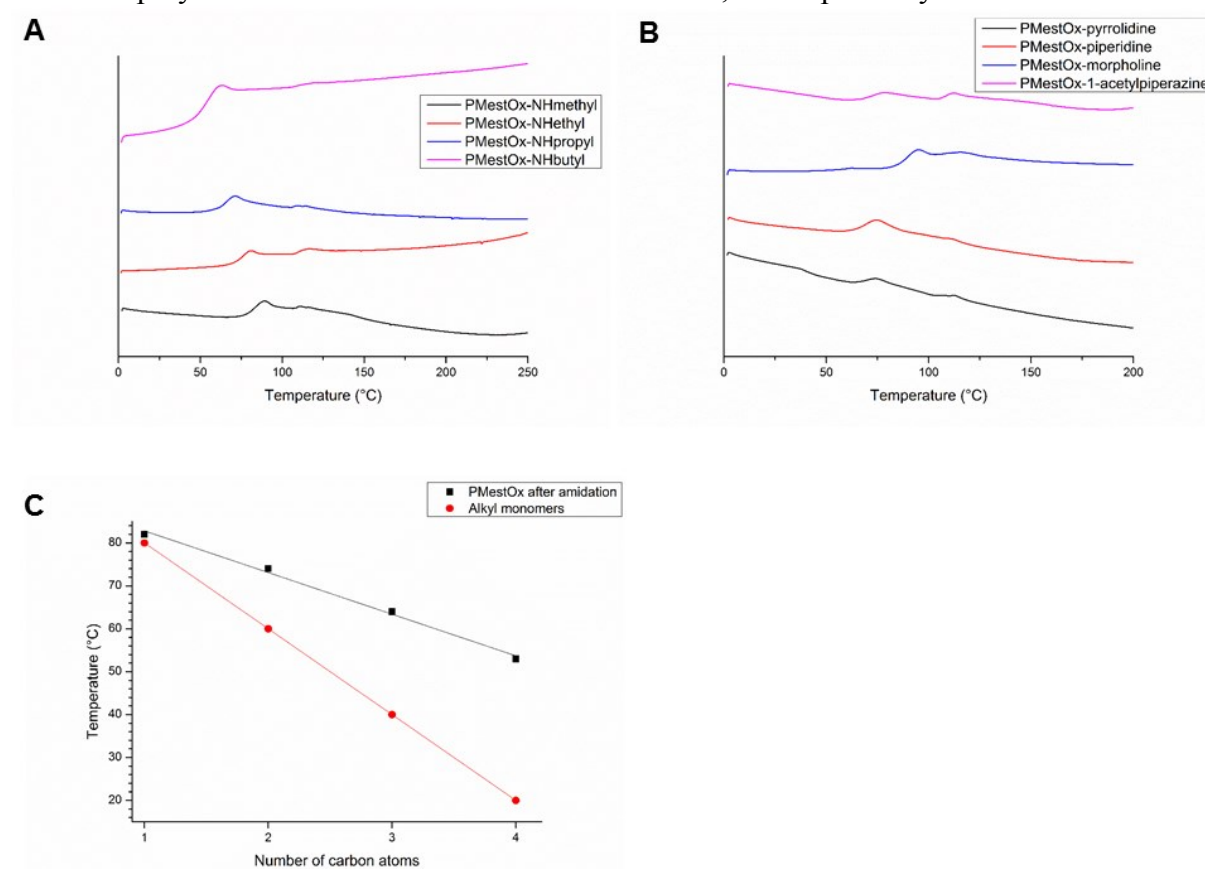 A
PMestOx-NHmethyl
PMestOx-NHethyl
PMestOx-NHpropyl
PMestOx-NHbutyl
0 50 100 150 200 250
Temperature (°C)
B
PMestOx-pyrrolidine
PMestOx-piperidine
PMestOx-morpholine
PMestOx-1-acetylpiperazine
0 50 100 150 200
Temperature (°C)
C
PMestOx after amidation
Alkyl monomers
80
70
60
50
40
30
20
Temperature (°C)
1 2 3 4
Number of carbon atoms